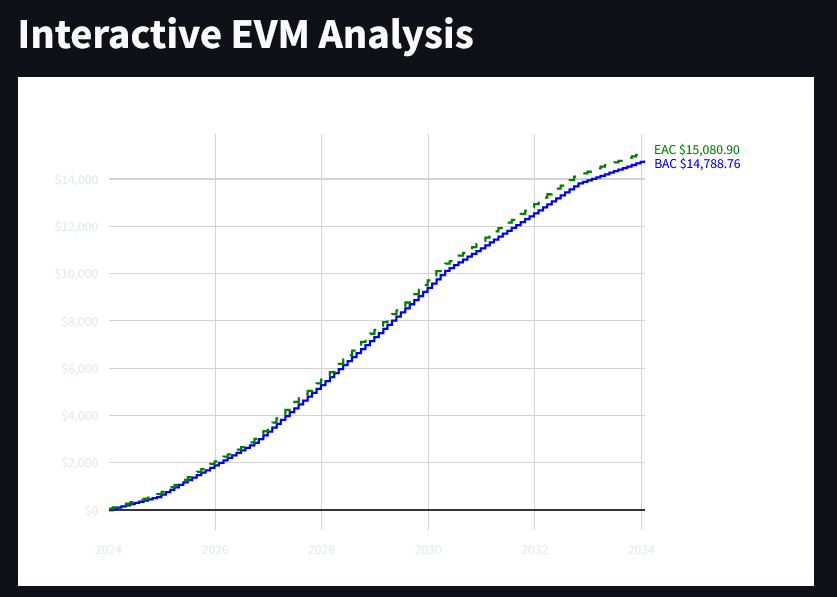 Interactive EVM Analysis
EAC $15,080.90
BAC $14,788.76
$14,000
$12,000
$10,000
$8,000
$6,000
$4,000
$2,000
$0
2024 2026 2028 2030 2032 2034